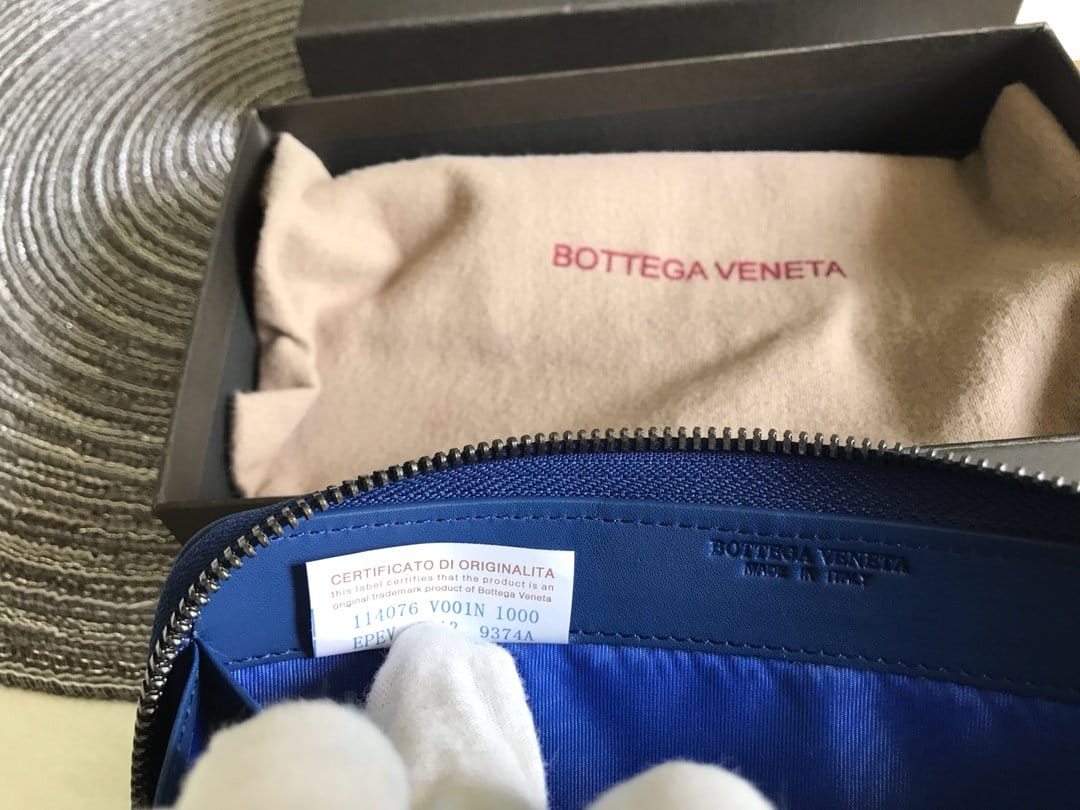 BOTTEGA VENETA
CERTIFICATO DI ORIGINALITA
this label certifies that the product is an
original trademark product of Bottega Veneta
114076 V001N 1000
9374A
BOTTEGA VENETA
MADE IN ITALY